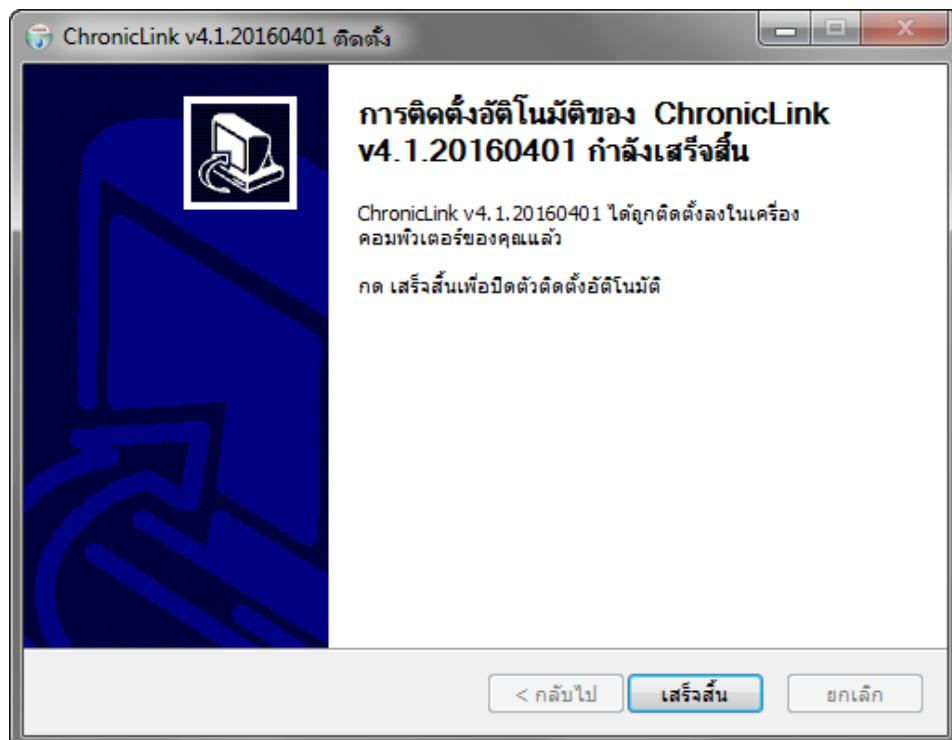 ChronicLink v4.1.20160401 ติดตั้ง
การติดตั้งอัติโนมัติของ ChronicLink
v4.1.20160401 กำลังเสร็จสิ้น
ChronicLink v4.1.20160401 ได้ถูกติดตั้งลงในเครื่อง
คอมพิวเตอร์ของคุณแล้ว
กด เสร็จสิ้นเพื่อปิดตัวติดตั้งอัติโนมัติ
< กลับไป เสร็จสิ้น ยกเลิก